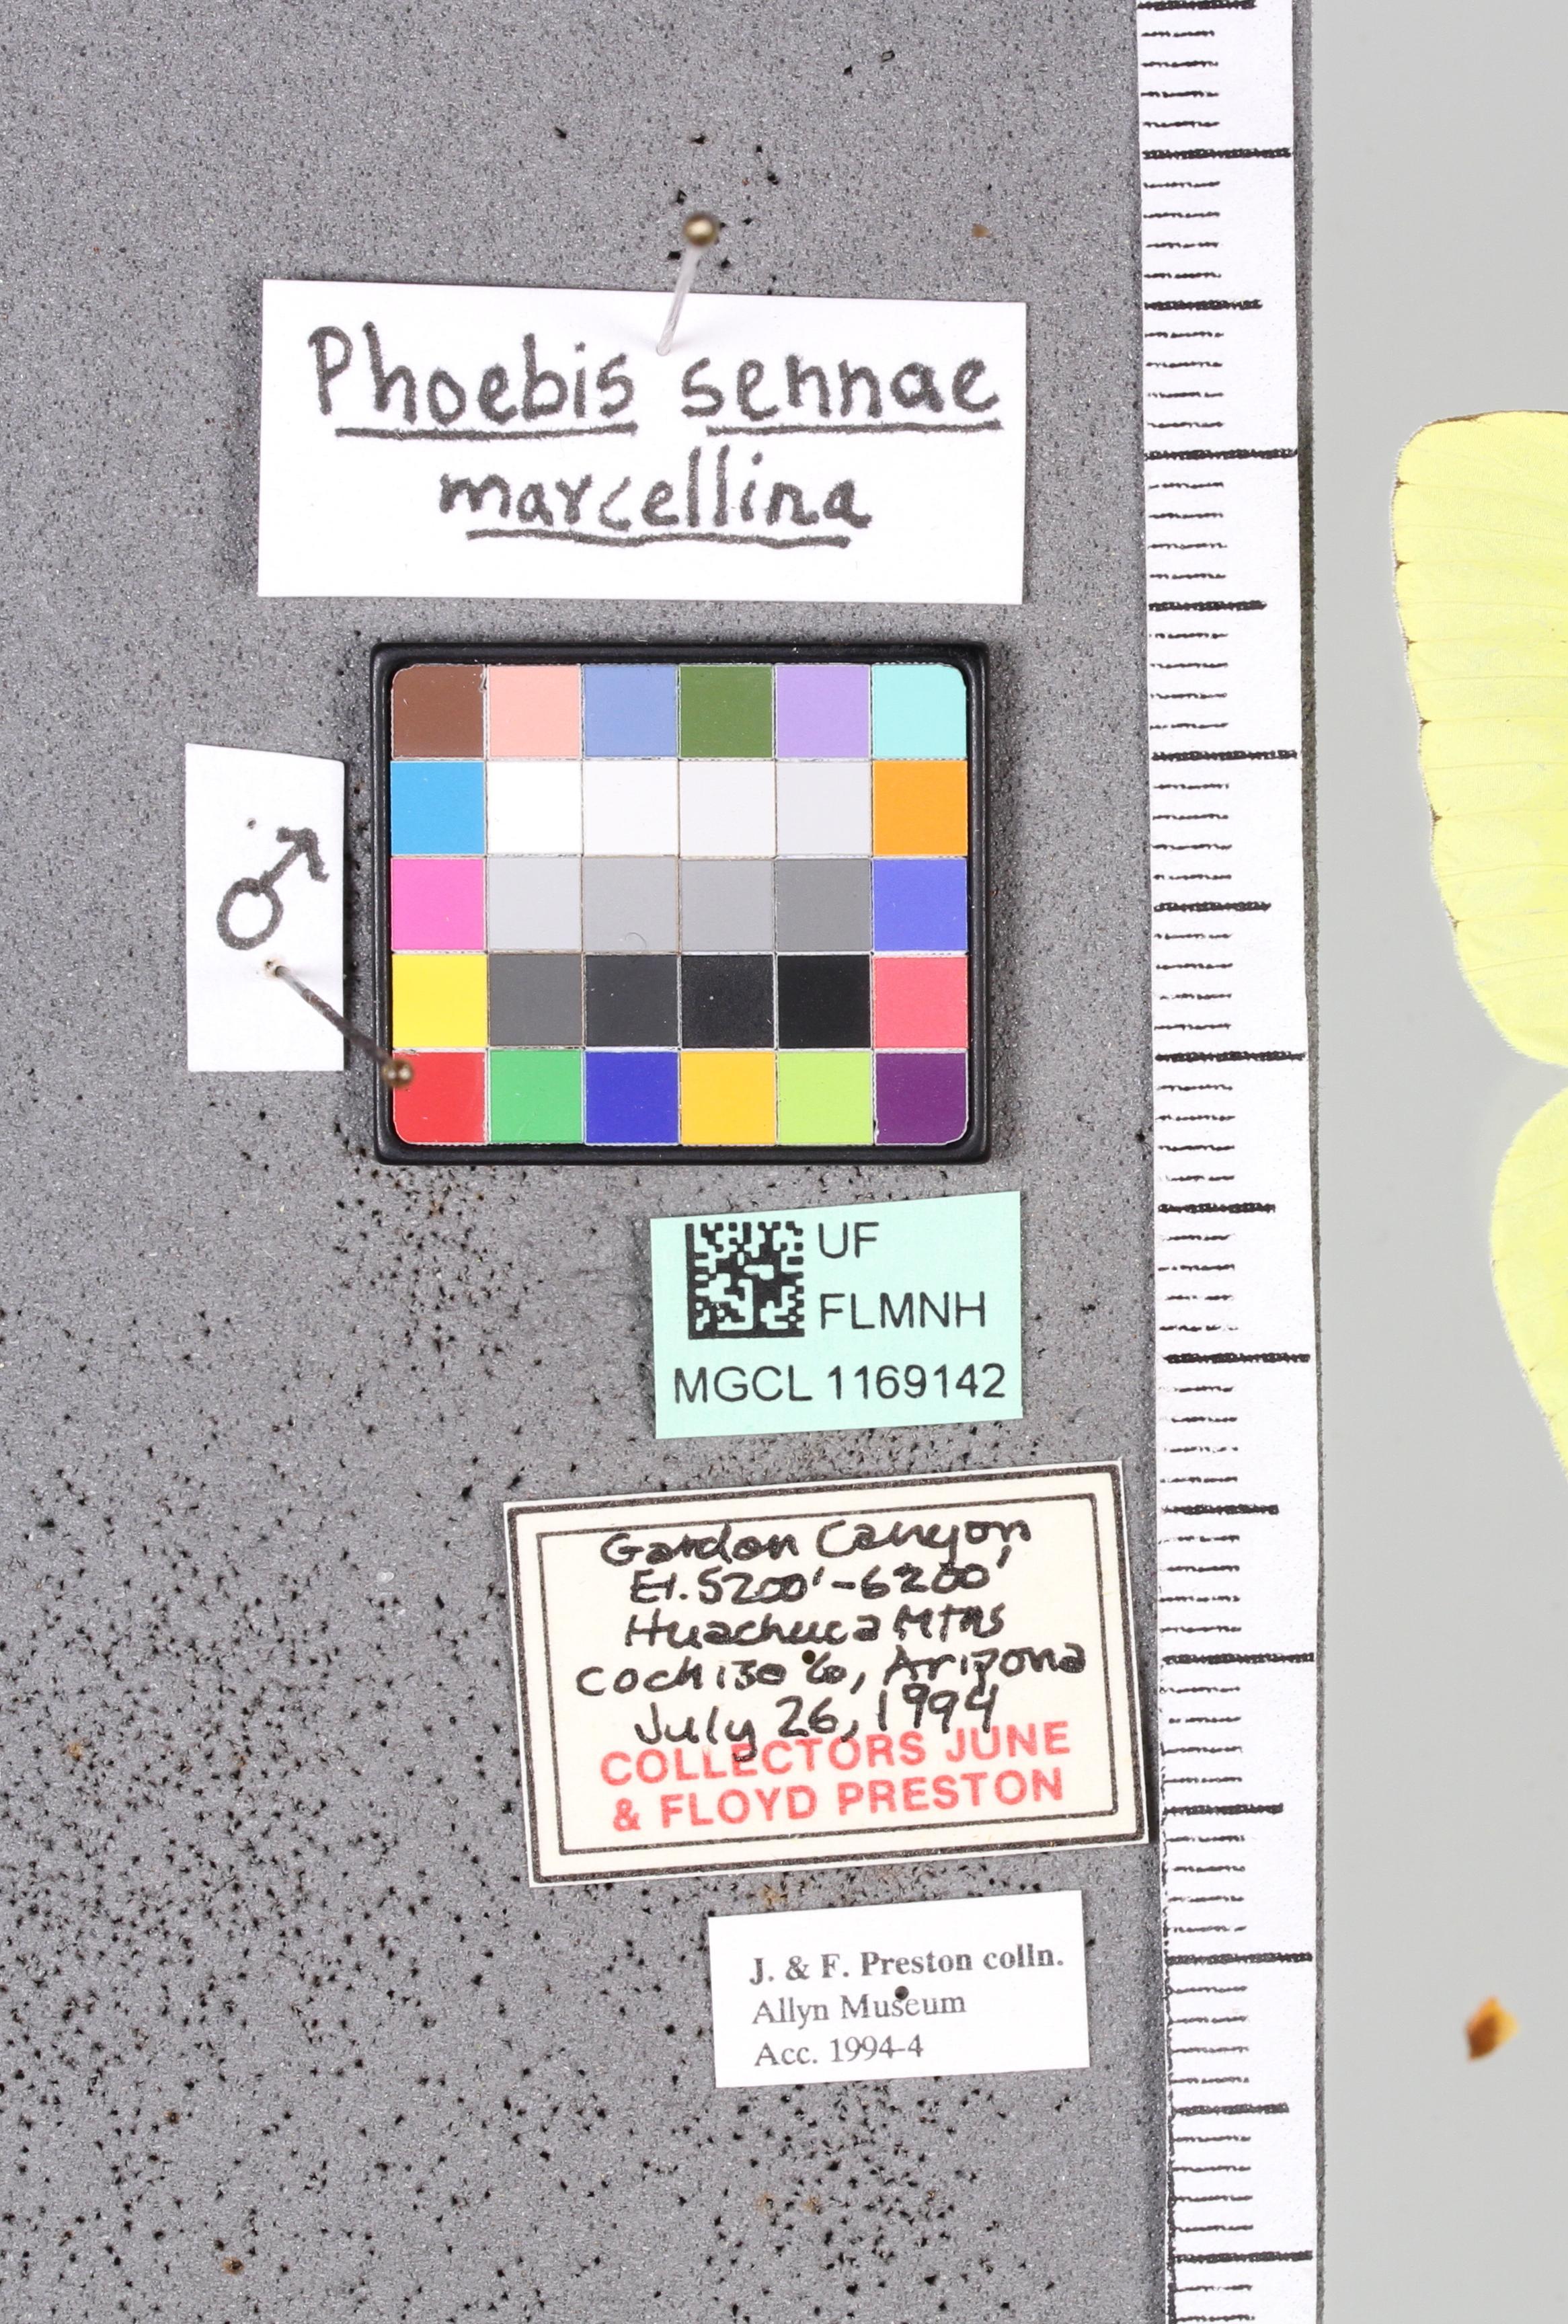 Phoebis sennae
marcellina
♂
UF
FLMNH
MGCL 1169142
Garden Canyon
El. 5200'-6200'
Huachuca Mtns
Cochise Co, Arizona
July 26, 1994
COLLECTORS JUNE
& FLOYD PRESTON
J. & F. Preston colln.
Allyn Museum
Acc. 1994-4